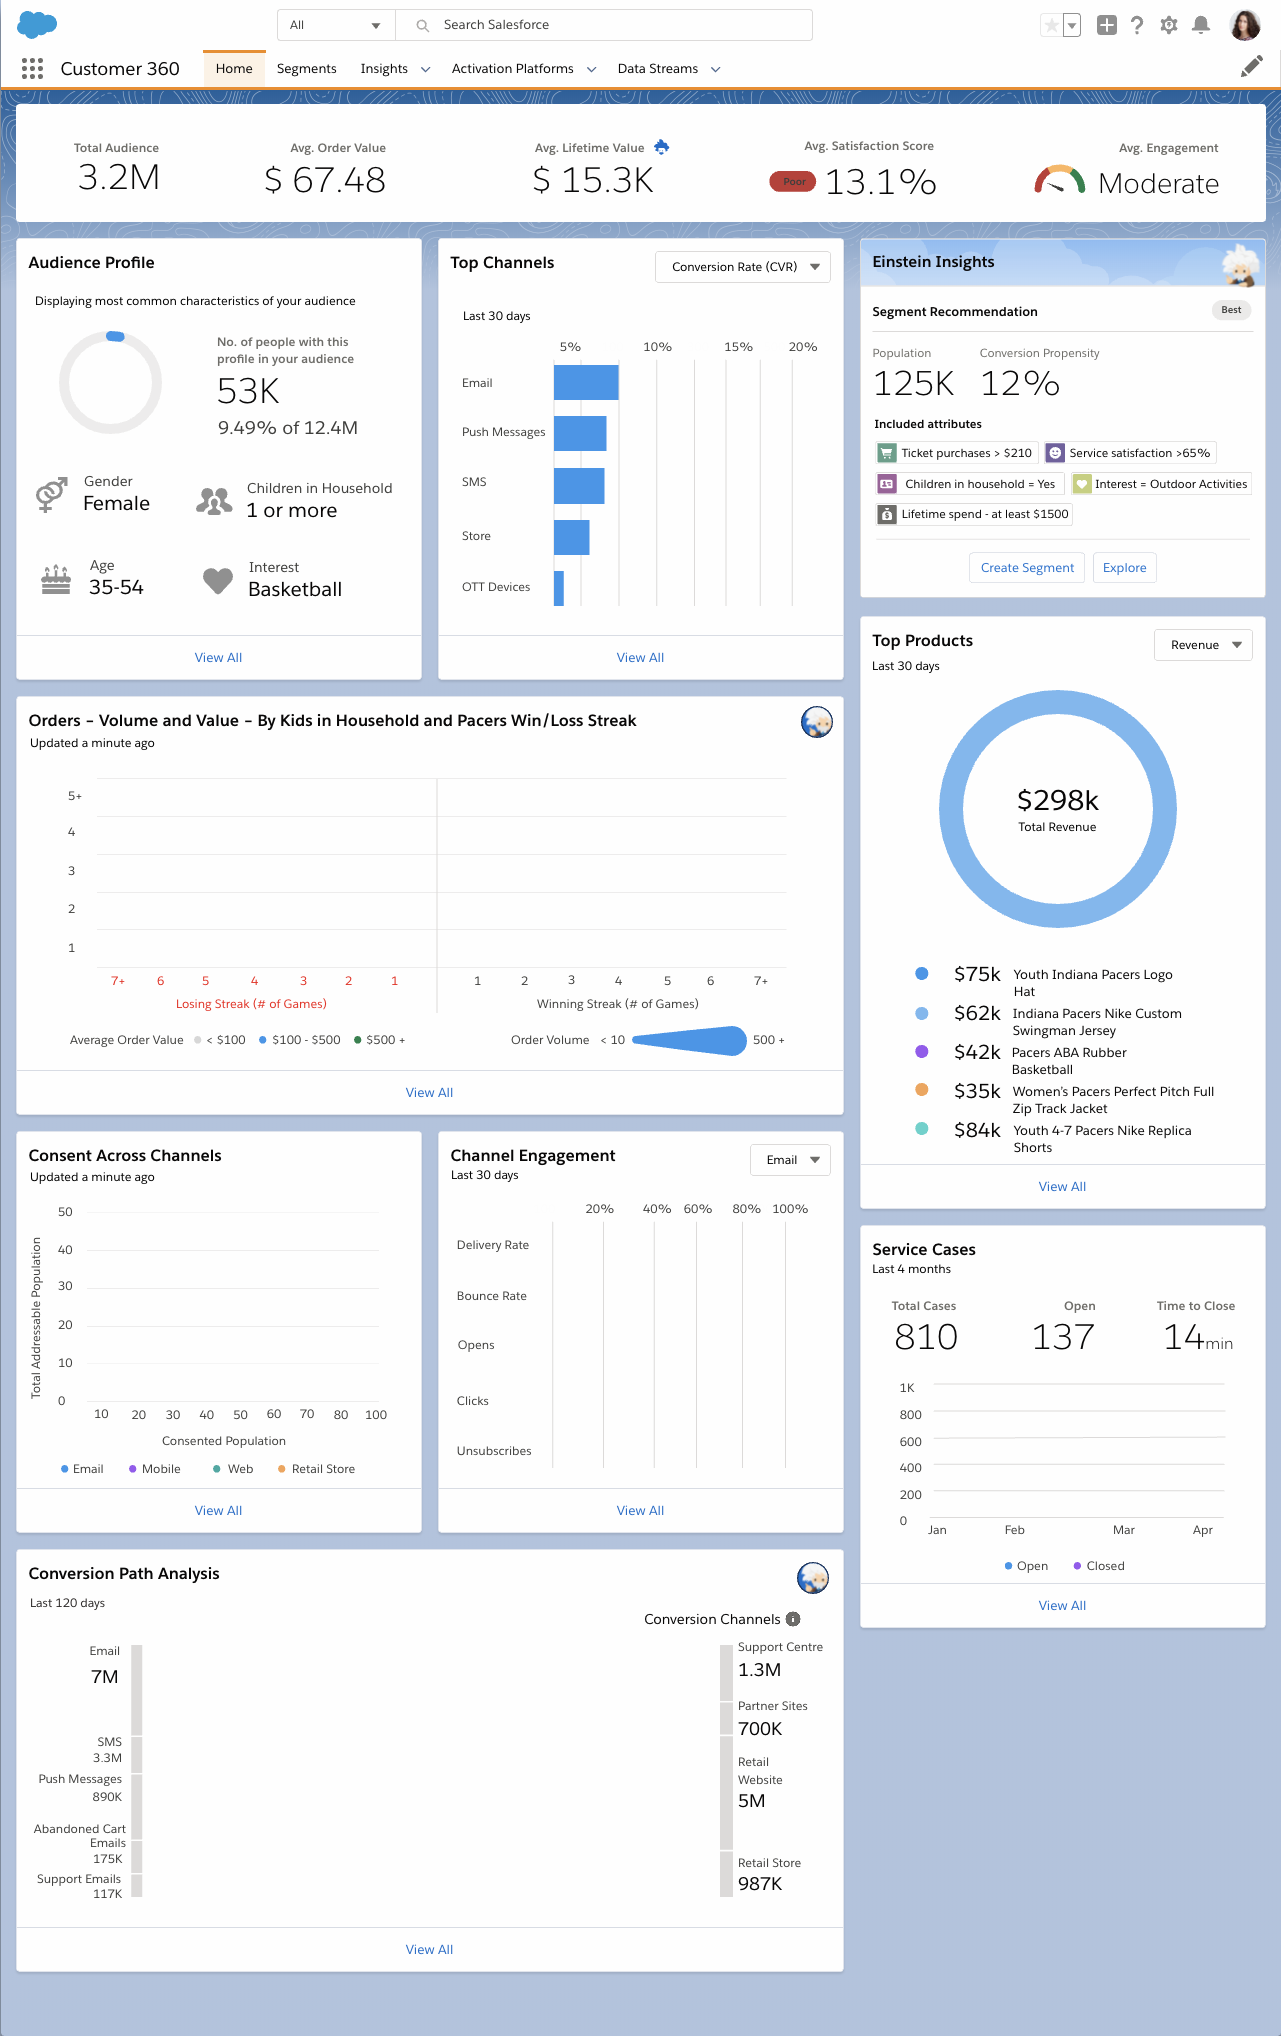 All
Search Salesforce
Customer 360
Home
Segments
Insights
Activation Platforms
Data Streams
Total Audience
3.2M
Avg. Order Value
$ 67.48
Avg. Lifetime Value
$ 15.3K
Avg. Satisfaction Score
Poor
13.1%
Avg. Engagement
Moderate
Audience Profile
Displaying most common characteristics of your audience
No. of people with this
profile in your audience
53K
9.49% of 12.4M
Gender
Female
Children in Household
1 or more
Age
35-54
Interest
Basketball
View All
Top Channels
Conversion Rate (CVR)
Last 30 days
5% 10% 15% 20%
Email
Push Messages
SMS
Store
OTT Devices
View All
Einstein Insights
Segment Recommendation
Best
Population
125K
Conversion Propensity
12%
Included attributes
Ticket purchases > $210
Service satisfaction >65%
Children in household = Yes
Interest = Outdoor Activities
Lifetime spend - at least $1500
Create Segment
Explore
Top Products
Revenue
Last 30 days
$298k
Total Revenue
$75k Youth Indiana Pacers Logo
Hat
$62k Indiana Pacers Nike Custom
Swingman Jersey
$42k Pacers ABA Rubber
Basketball
$35k Women's Pacers Perfect Pitch Full
Zip Track Jacket
$84k Youth 4-7 Pacers Nike Replica
Shorts
View All
Orders – Volume and Value – By Kids in Household and Pacers Win/Loss Streak
Updated a minute ago
5+
4
3
2
1
7+ 6 5 4 3 2 1
1 2 3 4 5 6 7+
Losing Streak (# of Games)
Winning Streak (# of Games)
Average Order Value < $100 $100 - $500 $500 +
Order Volume < 10 500 +
View All
Consent Across Channels
Updated a minute ago
Total Addressable Population
50
40
30
20
10
0
10 20 30 40 50 60 70 80 100
Consented Population
Email Mobile Web Retail Store
View All
Channel Engagement
Email
Last 30 days
20% 40% 60% 80% 100%
Delivery Rate
Bounce Rate
Opens
Clicks
Unsubscribes
View All
Service Cases
Last 4 months
Total Cases
810
Open
137
Time to Close
14min
1K
800
600
400
200
0
Jan Feb Mar Apr
Open Closed
View All
Conversion Path Analysis
Last 120 days
Conversion Channels
Email
7M
SMS
3.3M
Push Messages
890K
Abandoned Cart
Emails
175K
Support Emails
117K
Support Centre
1.3M
Partner Sites
700K
Retail
Website
5M
Retail Store
987K
View All